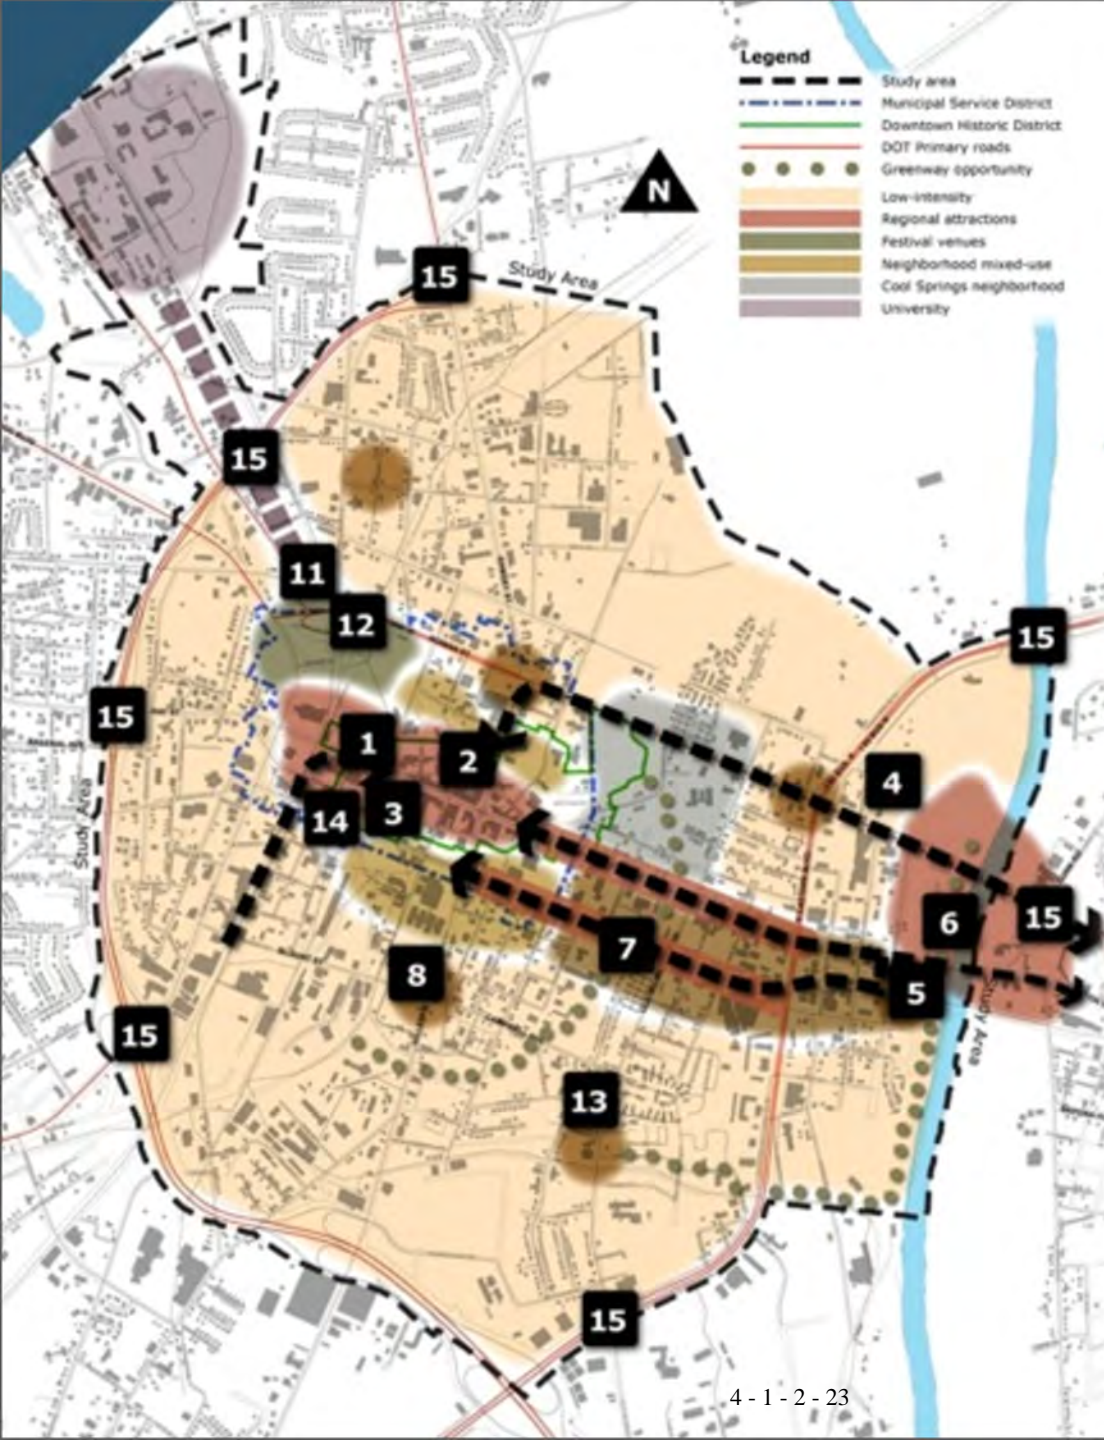 Legend
Study area
Municipal Service District
Downtown Historic District
DOT Primary roads
Greenway opportunity
Low-intensity
Regional attractions
Festival venues
Neighborhood mixed-use
Cool Springs neighborhood
University
N
15
Study Area
15
11
12
15
15
1
2
4
3
14
Study Area
6
15
7
8
5
15
Study Area
13
15
4 - 1 - 2 - 23